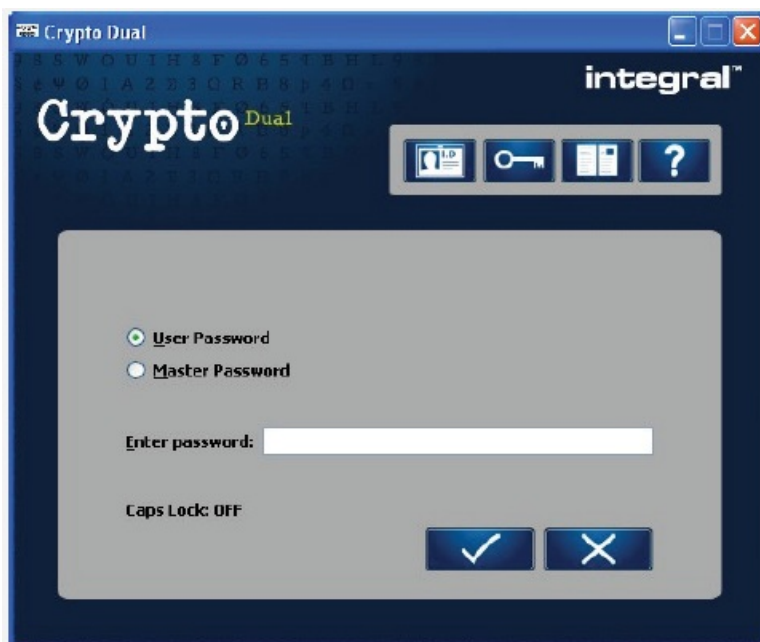 Crypto Dual
integral™
Crypto Dual
I.D
?
User Password
Master Password
Enter password:
Caps Lock: OFF